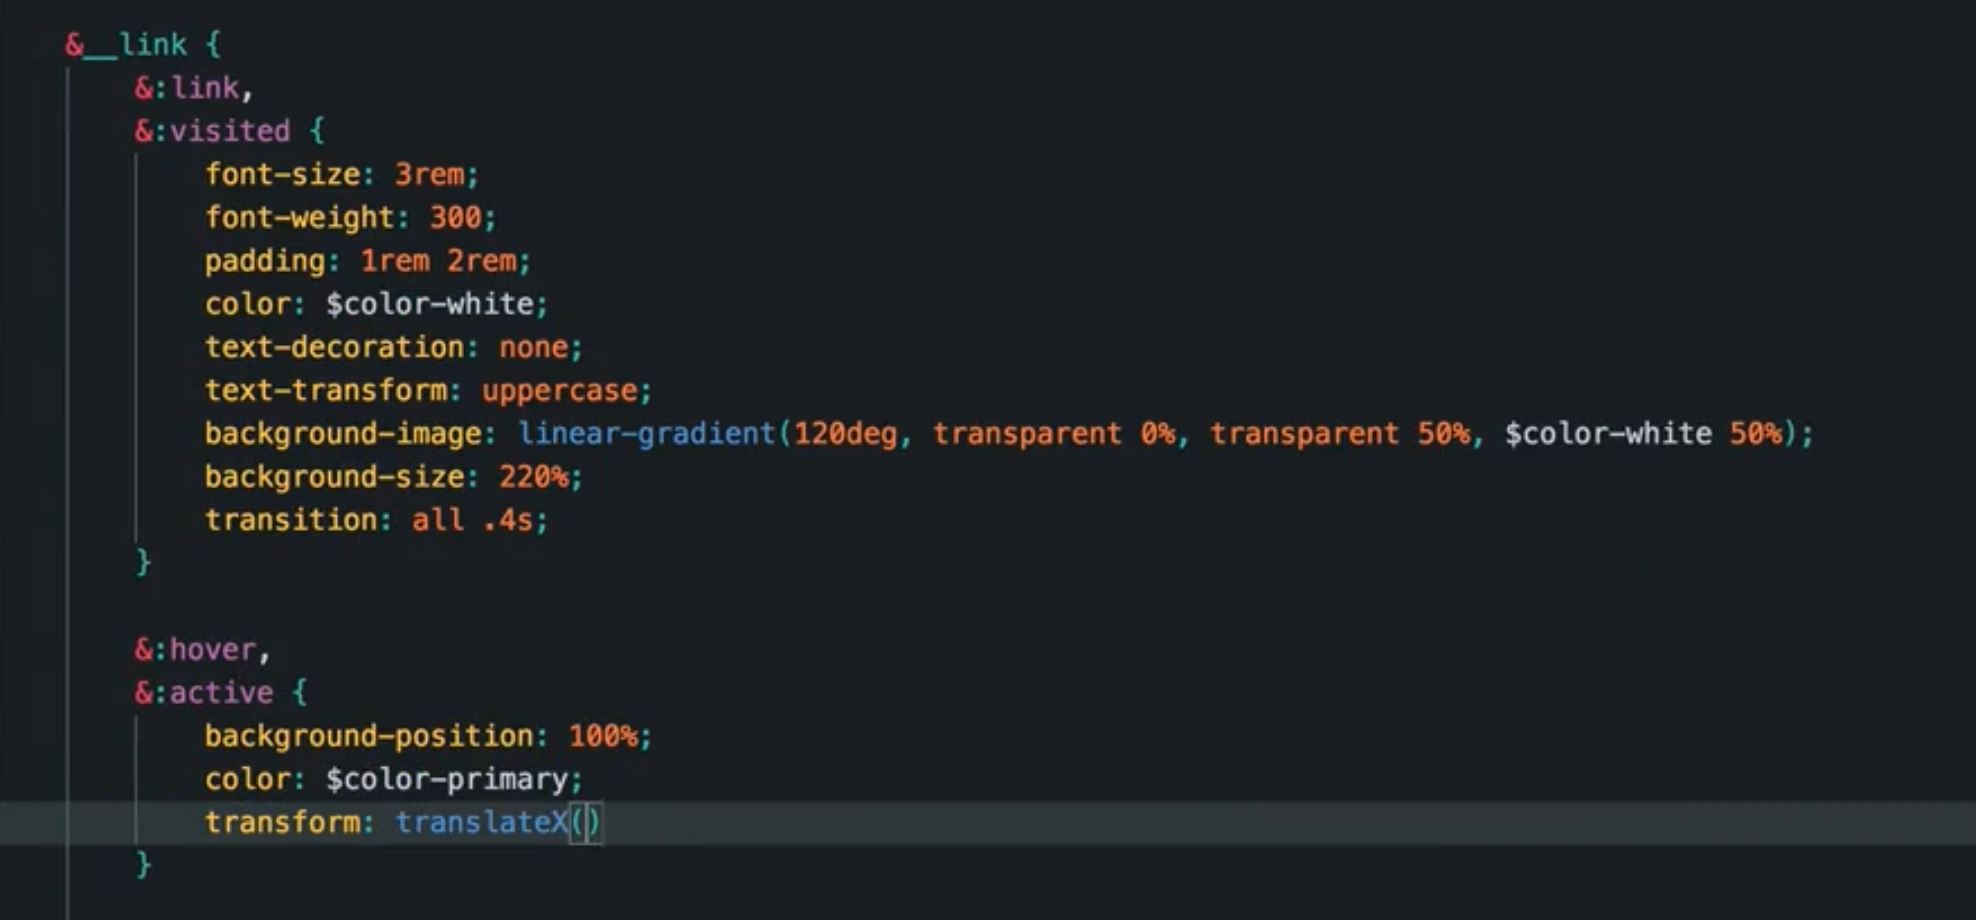 &__link {
&:link,
&:visited {
font-size: 3rem;
font-weight: 300;
padding: 1rem 2rem;
color: $color-white;
text-decoration: none;
text-transform: uppercase;
background-image: linear-gradient(120deg, transparent 0%, transparent 50%, $color-white 50%);
background-size: 220%;
transition: all .4s;
}
&:hover,
&:active {
background-position: 100%;
color: $color-primary;
transform: translateX()
}